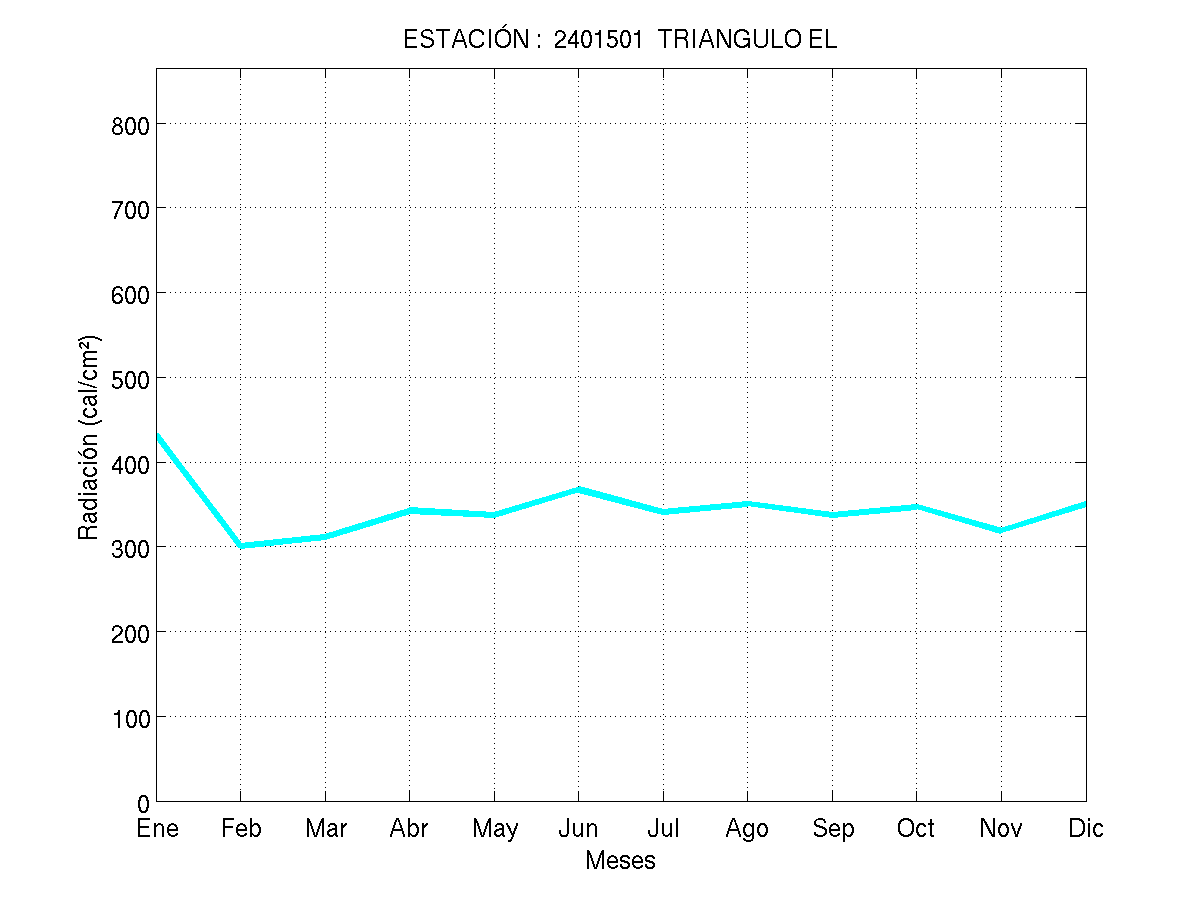 ESTACIÓN :  2401501  TRIANGULO EL
800
700
600
500
400
300
200
100
0
Radiación (cal/cm²)
Ene Feb Mar Abr May Jun Jul Ago Sep Oct Nov Dic
Meses